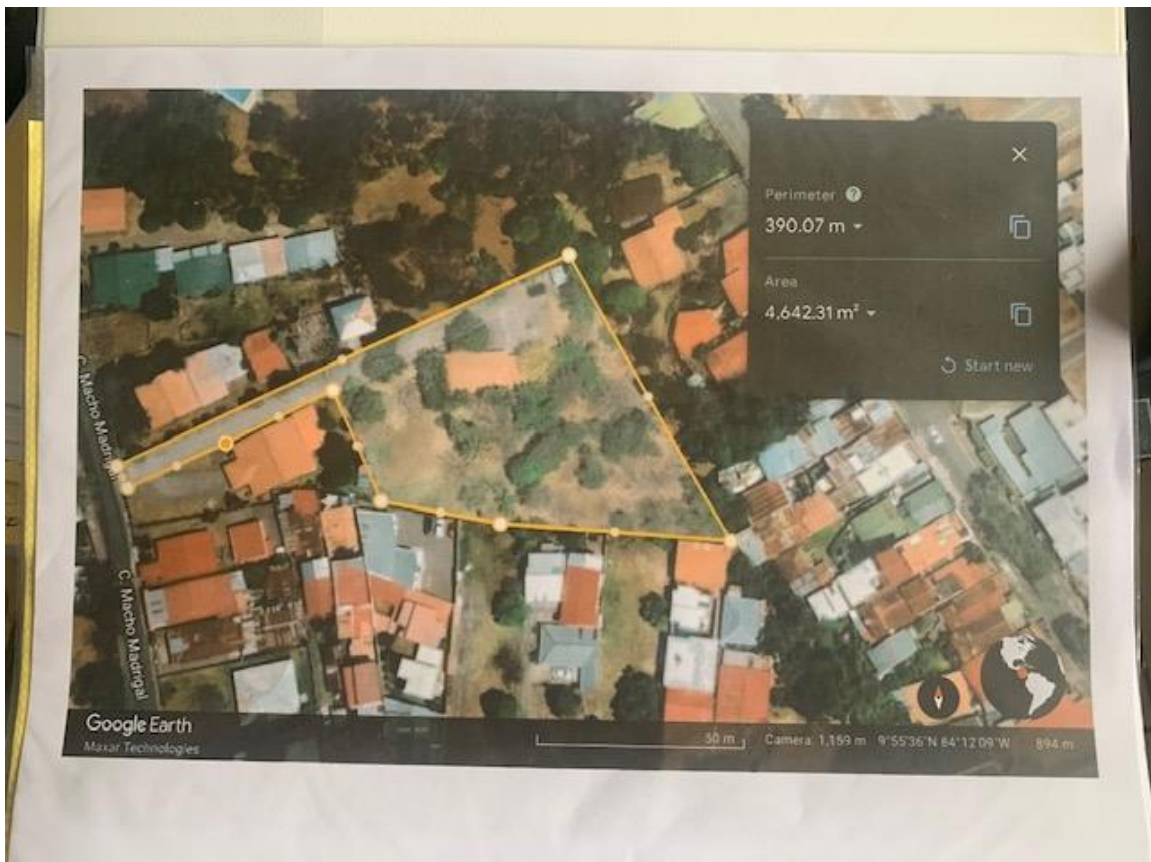 Perimeter
390.07 m
Area
4,642.31 m²
Start new
C. Macho Madrigal
C. Macho Madrigal
Google Earth
Maxar Technologies
50 m
Camera: 1,159 m 9°55'36"N 84°12'09"W 894 m